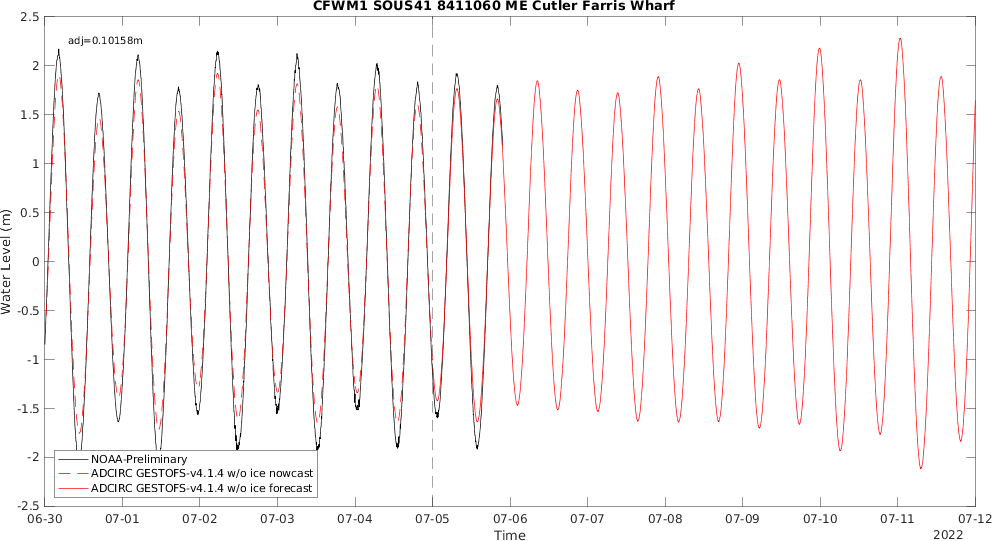 CFWM1 SOUS41 8411060 ME Cutler Farris Wharf
adj=0.10158m
2.5
2
1.5
1
0.5
0
-0.5
-1
-1.5
-2
-2.5
Water Level (m)
NOAA-Preliminary
ADCIRC GESTOFS-v4.1.4 w/o ice nowcast
ADCIRC GESTOFS-v4.1.4 w/o ice forecast
06-30 07-01 07-02 07-03 07-04 07-05 07-06 07-07 07-08 07-09 07-10 07-11 07-12
Time
2022